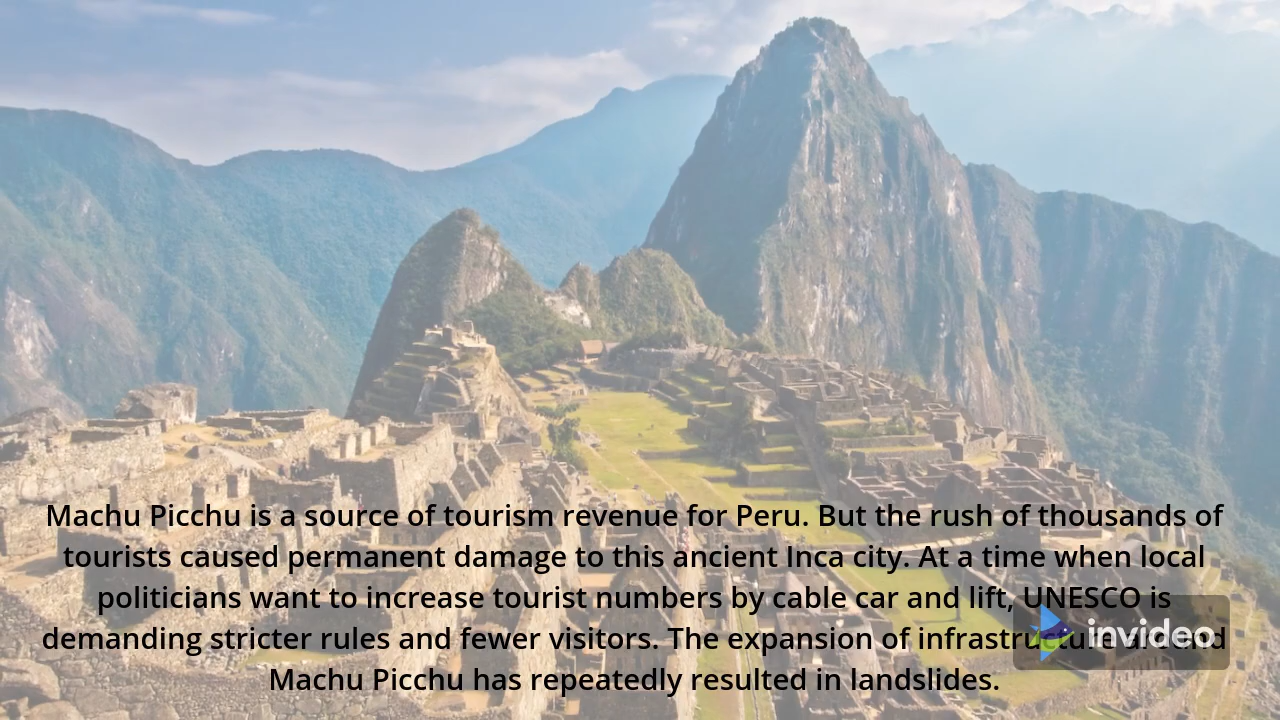 Machu Picchu is a source of tourism revenue for Peru. But the rush of thousands of
tourists caused permanent damage to this ancient Inca city. At a time when local
politicians want to increase tourist numbers by cable car and lift, UNESCO is
demanding stricter rules and fewer visitors. The expansion of infrastructure around
Machu Picchu has repeatedly resulted in landslides.
invideo